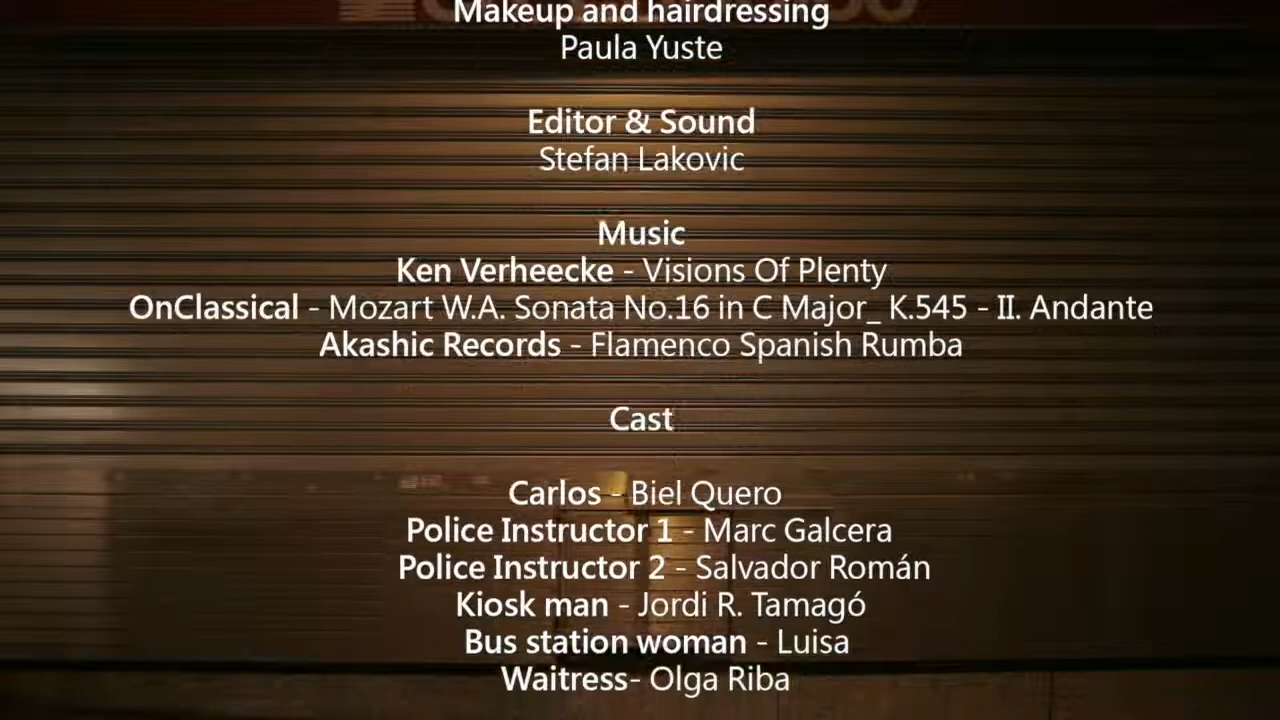 Makeup and hairdressing
Paula Yuste
Editor & Sound
Stefan Lakovic
Music
Ken Verheecke - Visions Of Plenty
OnClassical - Mozart W.A. Sonata No.16 in C Major_ K.545 - II. Andante
Akashic Records - Flamenco Spanish Rumba
Cast
Carlos - Biel Quero
Police Instructor 1 - Marc Galcera
Police Instructor 2 - Salvador Román
Kiosk man - Jordi R. Tamagó
Bus station woman - Luisa
Waitress- Olga Riba